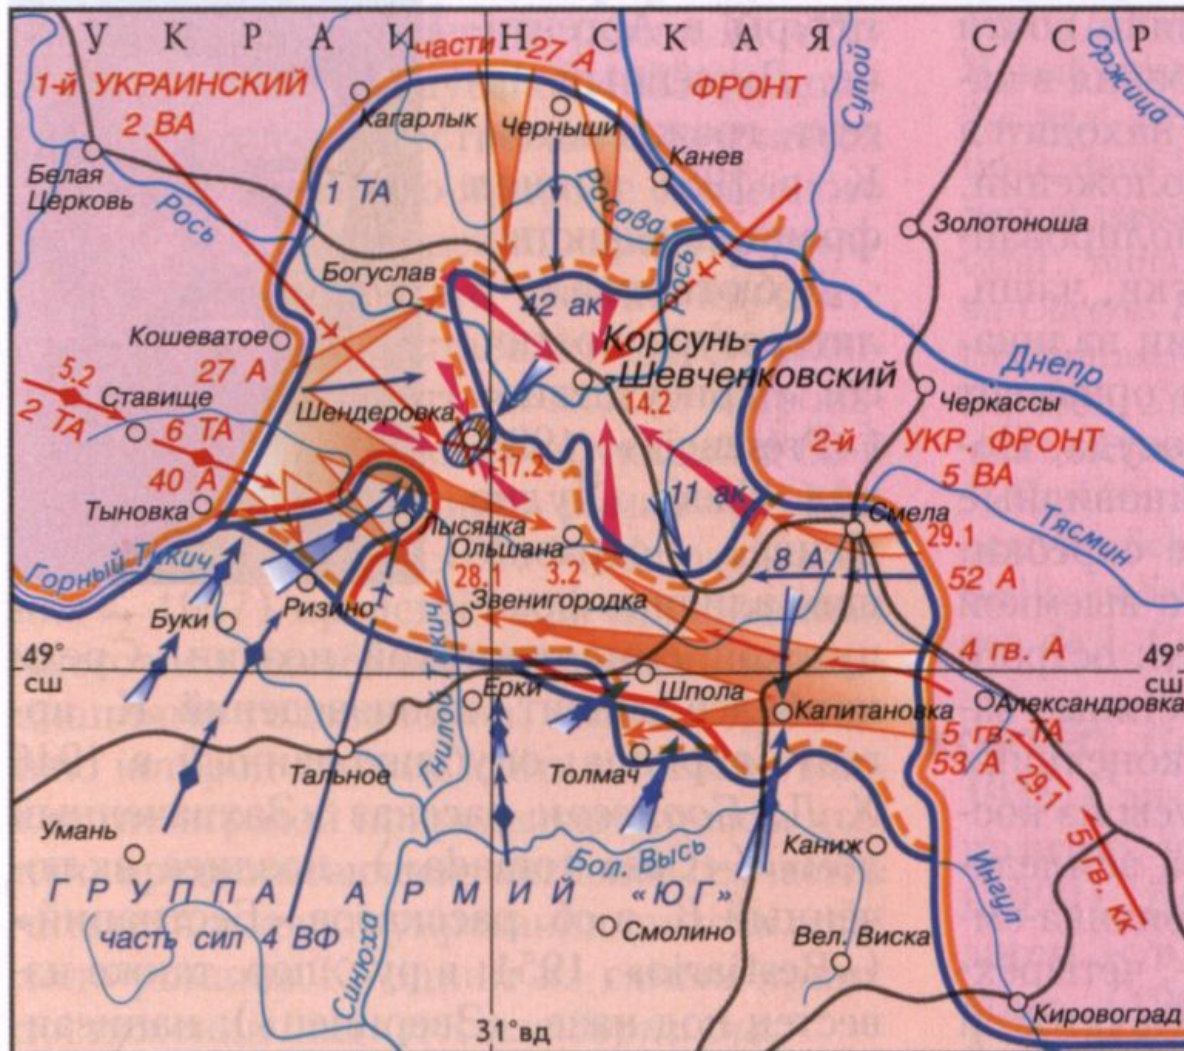 УКРАИНСКАЯ ССР
части 27 А
1-й УКРАИНСКИЙ
ФРОНТ
2 ВА
Кагарлык
Черныши
Канев
Супой
Сржица
Белая
Церковь
Рось
1 ТА
Росава
Золотоноша
Богуслав
42 ак
Рось
Кошеватое
27 А
Корсунь-
Шевченковский
Днепр
5.2
2 ТА
Ставище
6 ТА
Шендеровка
14.2
Черкассы
2-й
УКР. ФРОНТ
5 ВА
40 А
17.2
Тыновка
11 ак
Смела
Лысянка
Ольшана
Тясмин
29.1
Горный Тикич
28.1
3.2
8 А
52 А
Ризино
Звенигородка
Буки
4 гв. А
49°
сш
49°
сш
Гнилой Ткич
Ерки
Шпола
Капитановка
Александровка
5 гв. ТА
53 А
29.1
Тальное
Толмач
5 гв. кк
Умань
Каниж
Бол. Высь
Ингул
ГРУППА АРМИЙ «ЮГ»
часть сил 4 ВФ
Смолино
Вел. Виска
Синюха
Кировоград
31°вд